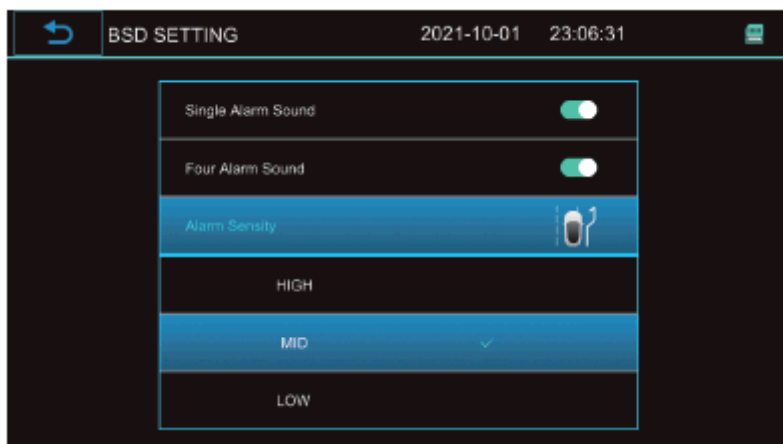 BSD SETTING 2021-10-01 23:06:31
Single Alarm Sound
Four Alarm Sound
Alarm Sensity
HIGH
MID
LOW